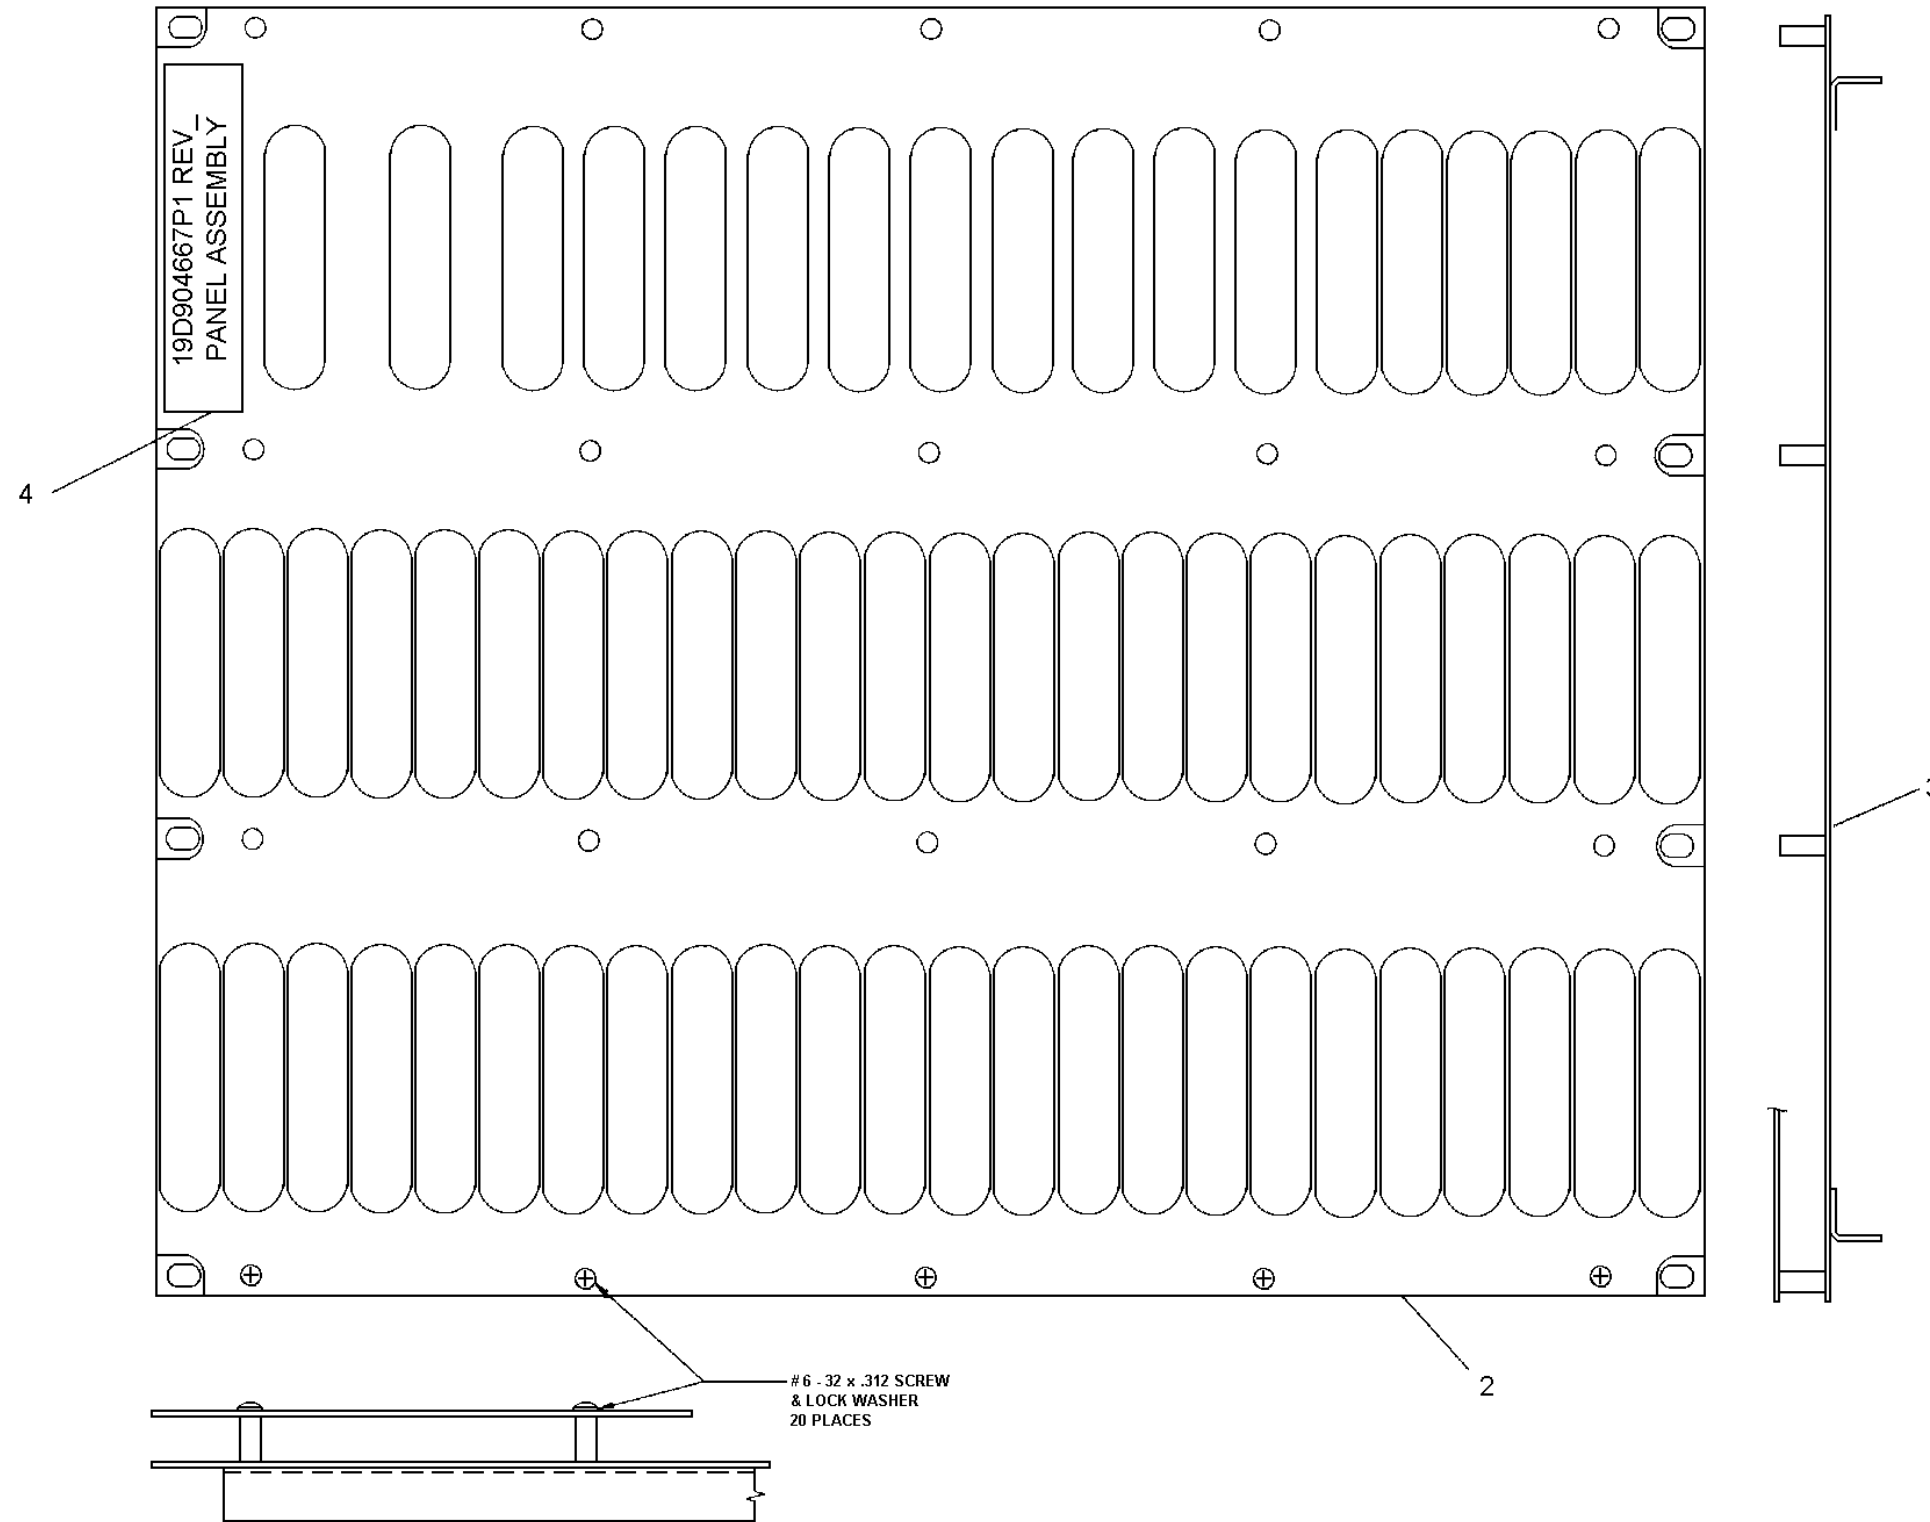 19D904667P1 REV_
PANEL ASSEMBLY
4
2
# 6 - 32 x .312 SCREW
& LOCK WASHER
20 PLACES